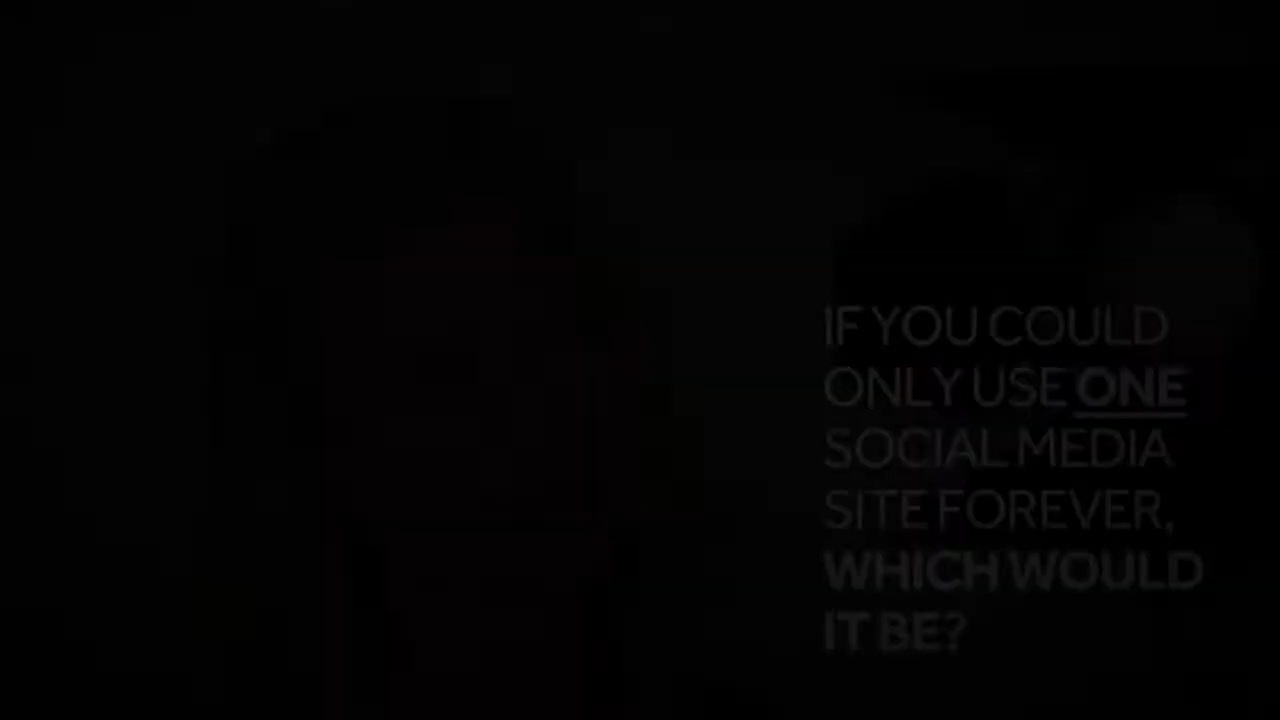 IF YOU COULD
ONLY USE ONE
SOCIAL MEDIA
SITE FOREVER,
WHICH WOULD
IT BE?